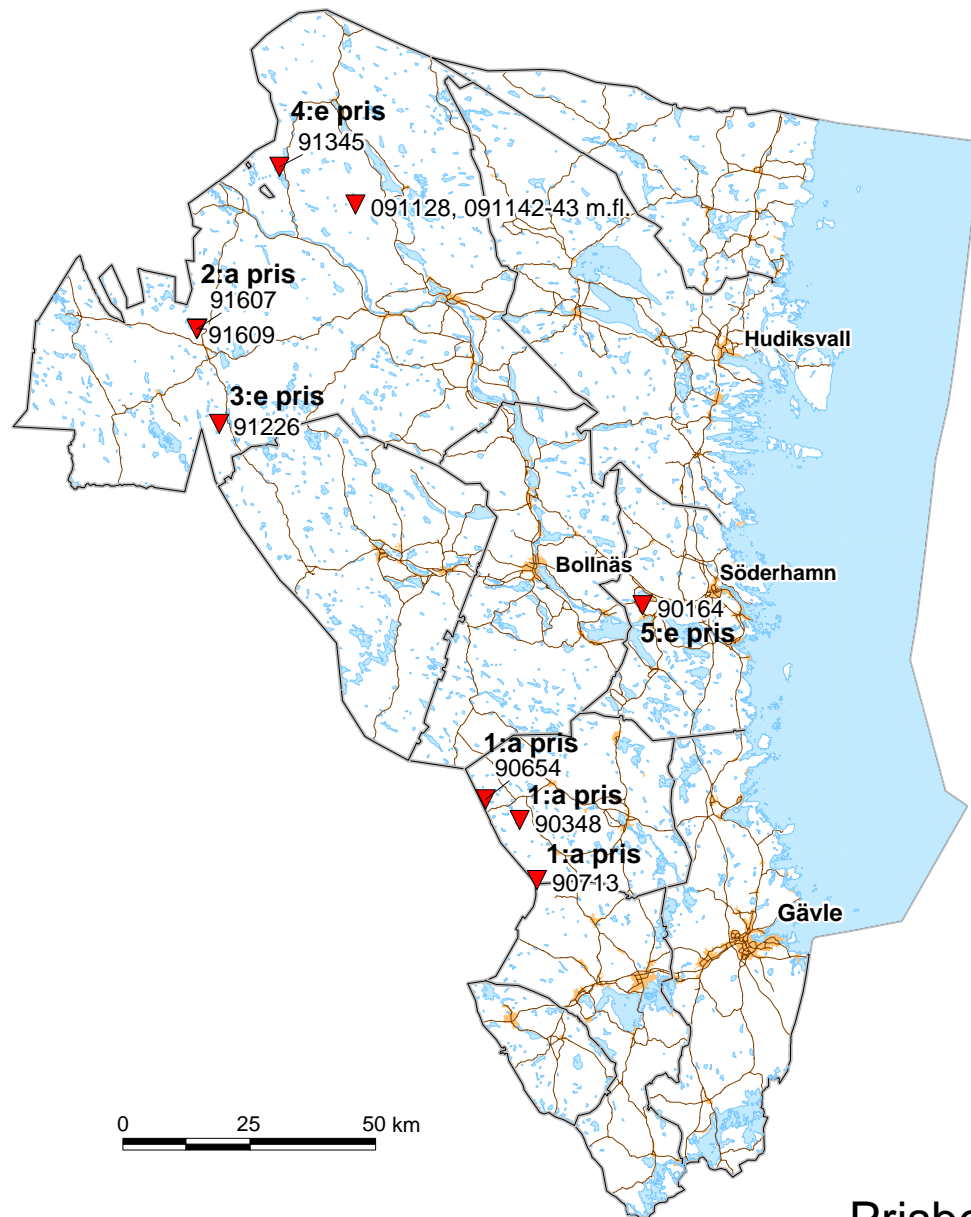 4:e pris
91345
091128, 091142-43 m.fl.
2:a pris
91607
91609
Hudiksvall
3:e pris
91226
Bollnäs
Söderhamn
90164
5:e pris
1:a pris
90654
1:a pris
90348
1:a pris
90713
Gävle
0 25 50 km